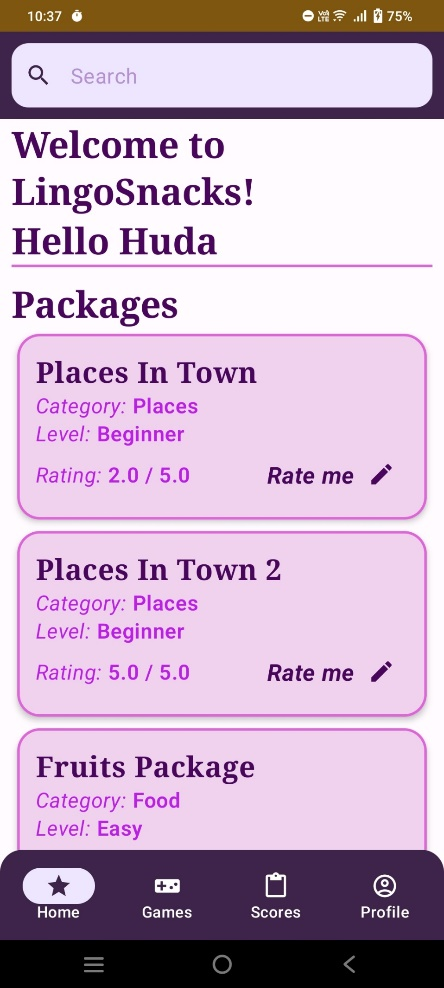 10:37
Vo) LTE 75%
Search
Welcome to
LingoSnacks!
Hello Huda
Packages
Places In Town
Category: Places
Level: Beginner
Rating: 2.0 / 5.0 Rate me
Places In Town 2
Category: Places
Level: Beginner
Rating: 5.0 / 5.0 Rate me
Fruits Package
Category: Food
Level: Easy
Home Games Scores Profile